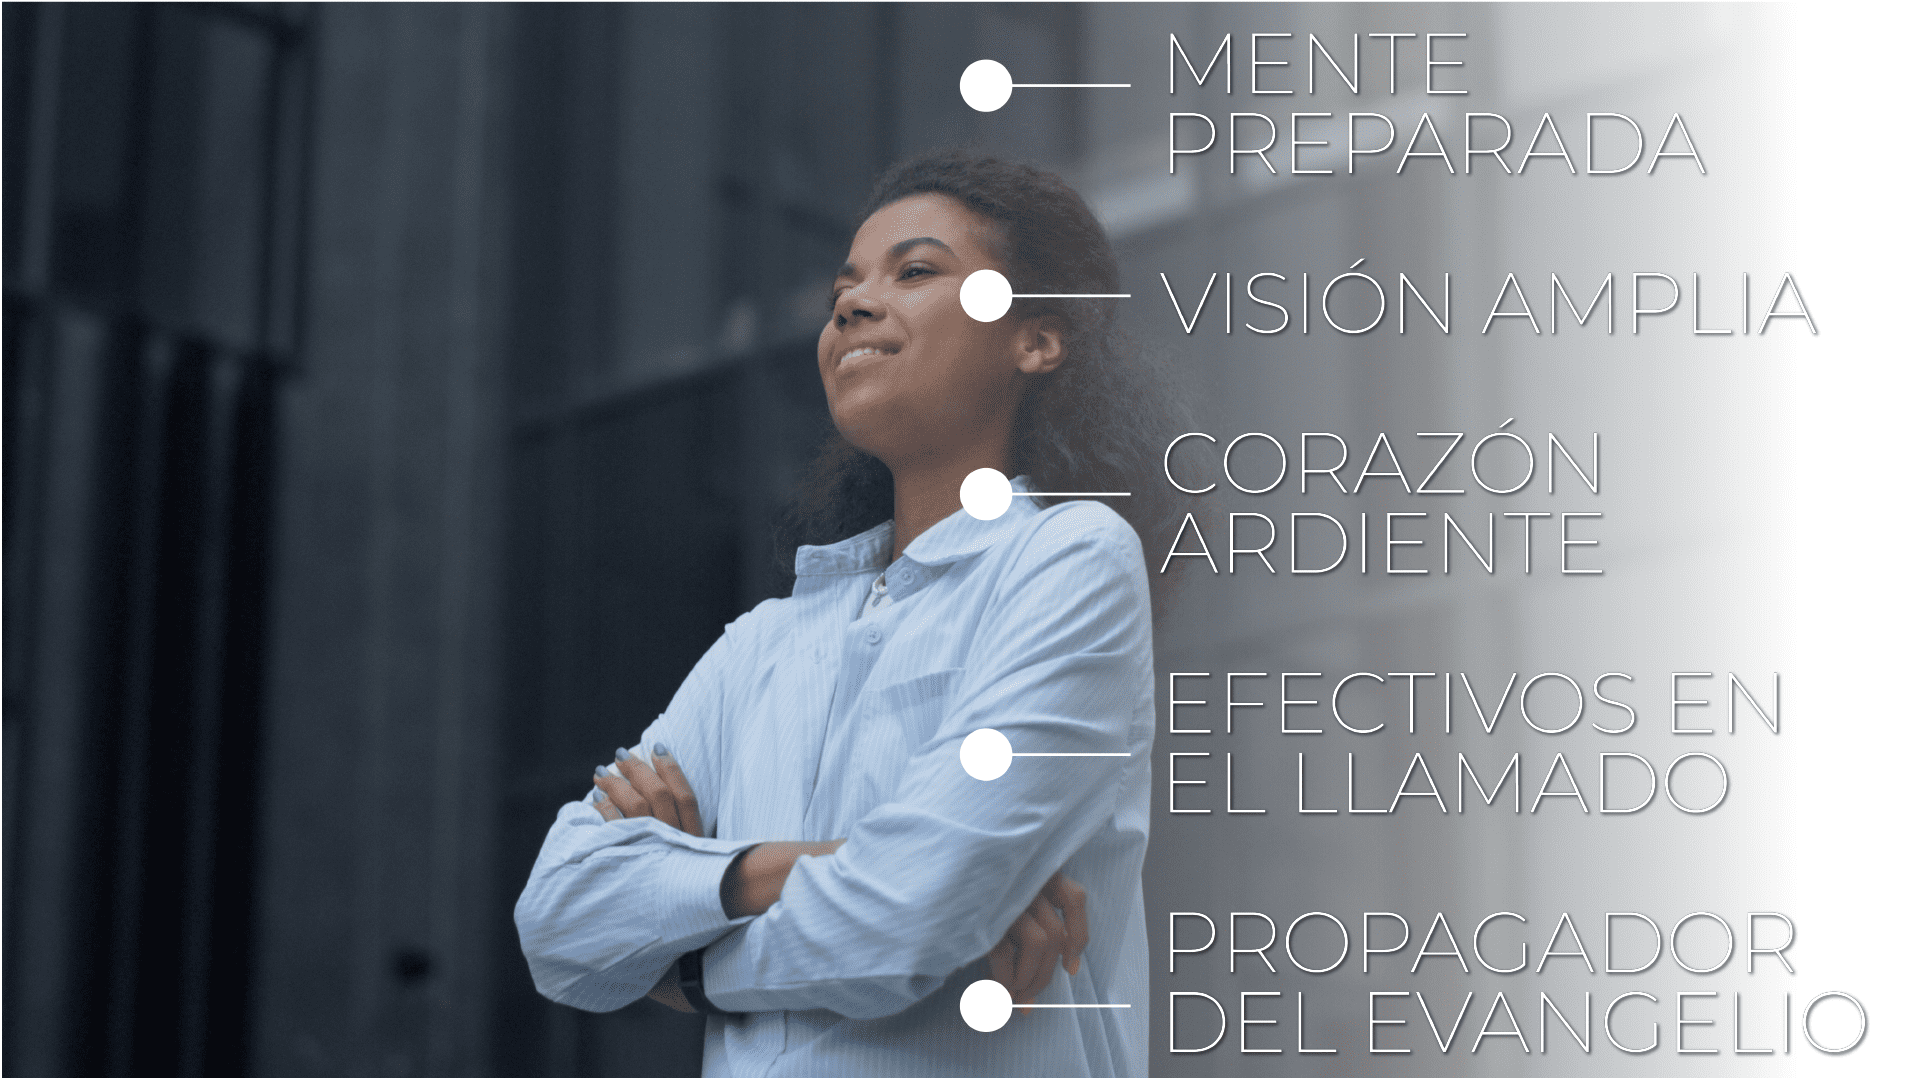 MENTE
PREPARADA
VISIÓN AMPLIA
CORAZÓN
ARDIENTE
EFECTIVOS EN
EL LLAMADO
PROPAGADOR
DEL EVANGELIO